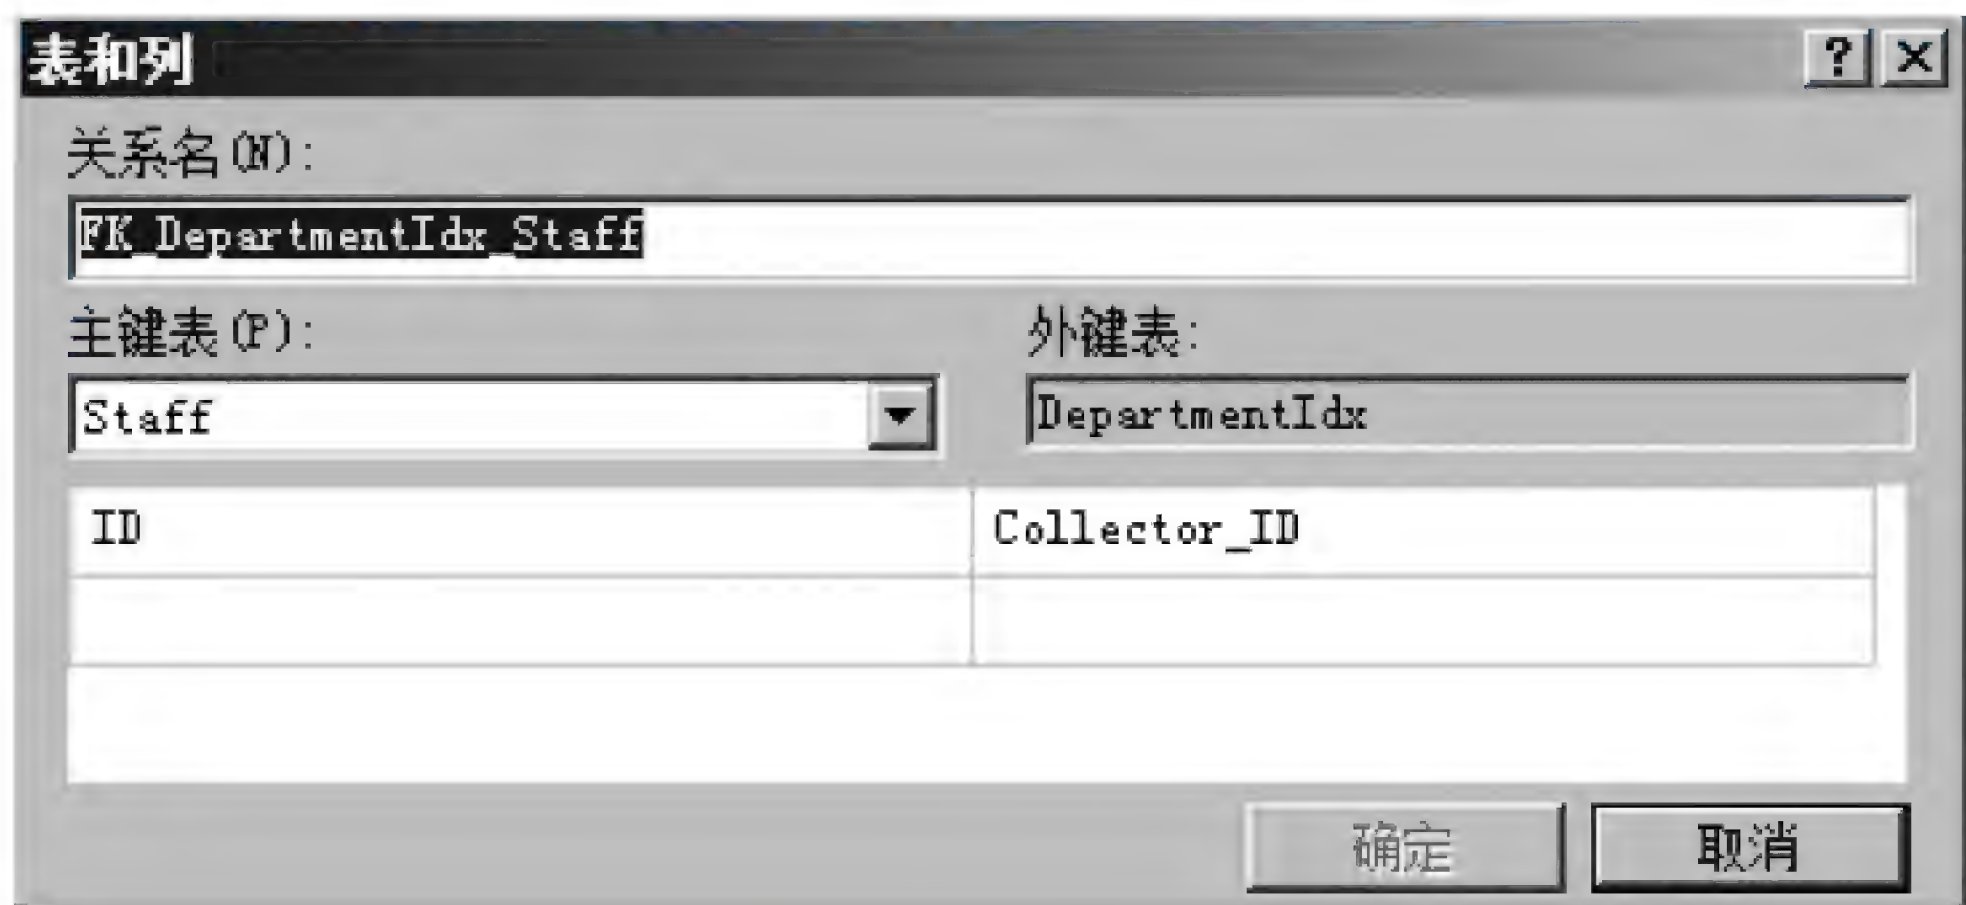 表和列
关系名(N):
FK_DepartmentIdx_Staff
主键表(P): 外键表:
Staff DepartmentIdx
ID Collector_ID
确定 取消